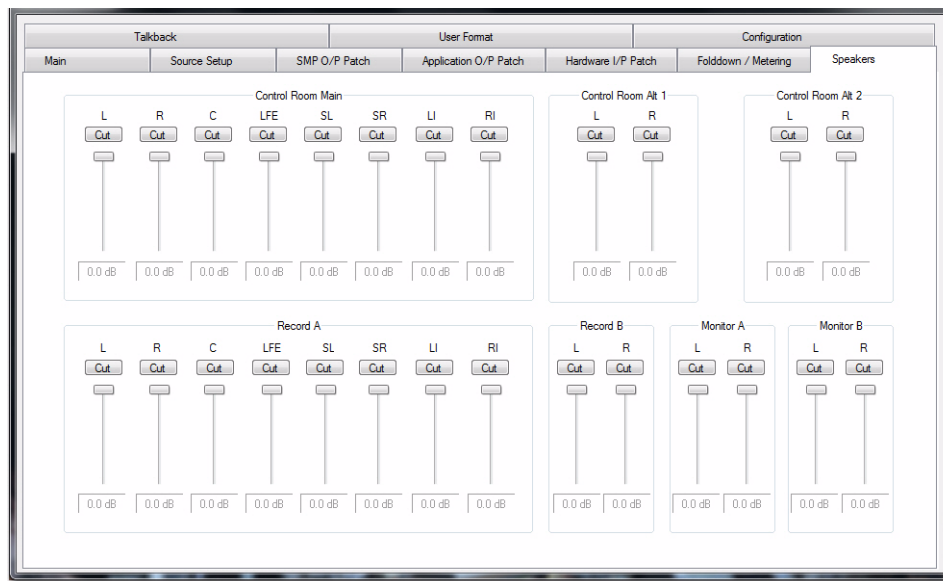 Talkback User Format Configuration
Main Source Setup SMP O/P Patch Application O/P Patch Hardware I/P Patch Folddown / Metering Speakers
Control Room Main Control Room Alt 1 Control Room Alt 2
L R C LFE SL SR LI RI L R L R
Cut Cut Cut Cut Cut Cut Cut Cut Cut Cut Cut Cut
0.0 dB 0.0 dB 0.0 dB 0.0 dB 0.0 dB 0.0 dB 0.0 dB 0.0 dB 0.0 dB 0.0 dB 0.0 dB 0.0 dB
Record A Record B Monitor A Monitor B
L R C LFE SL SR LI RI L R L R L R
Cut Cut Cut Cut Cut Cut Cut Cut Cut Cut Cut Cut Cut Cut
0.0 dB 0.0 dB 0.0 dB 0.0 dB 0.0 dB 0.0 dB 0.0 dB 0.0 dB 0.0 dB 0.0 dB 0.0 dB 0.0 dB 0.0 dB 0.0 dB